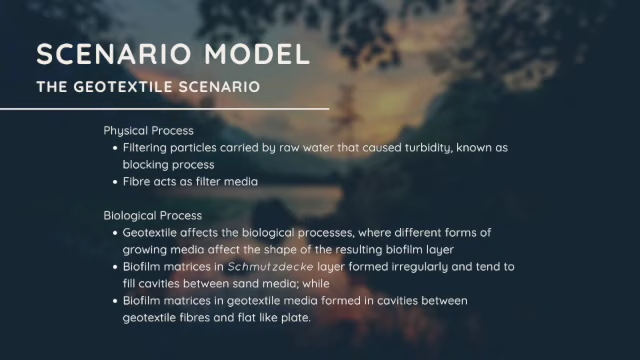 SCENARIO MODEL
THE GEOTEXTILE SCENARIO
Physical Process
• Filtering particles carried by raw water that caused turbidity, known as
blocking process
• Fibre acts as filter media
Biological Process
• Geotextile affects the biological processes, where different forms of
growing media affect the shape of the resulting biofilm layer
• Biofilm matrices in Schmutzdecke layer formed irregularly and tend to
fill cavities between sand media; while
• Biofilm matrices in geotextile media formed in cavities between
geotextile fibres and flat like plate.